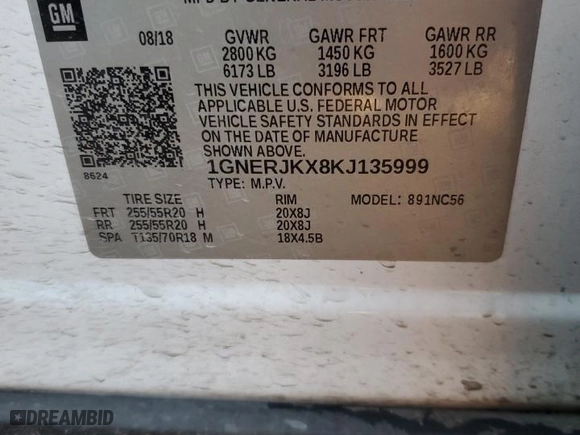 GM
MFD BY GENERAL
08/18 GVWR GAWR FRT GAWR RR
2800 KG 1450 KG 1600 KG
6173 LB 3196 LB 3527 LB
THIS VEHICLE CONFORMS TO ALL
APPLICABLE U.S. FEDERAL MOTOR
VEHICLE SAFETY STANDARDS IN EFFECT
ON THE DATE OF MANUFACTURE
SHOWN ABOVE.
8624
1GNERJKX8KJ135999
TYPE: M.P.V.
TIRE SIZE RIM MODEL: 891NC56
FRT 255/55R20 H 20X8J
RR 255/55R20 H 20X8J
SPA T135/70R18 M 18X4.5B
DREAMBID